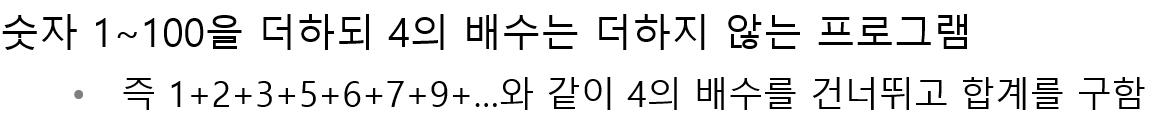 숫자 1~100을 더하되 4의 배수는 더하지 않는 프로그램
• 즉 1+2+3+5+6+7+9+…와 같이 4의 배수를 건너뛰고 합계를 구함